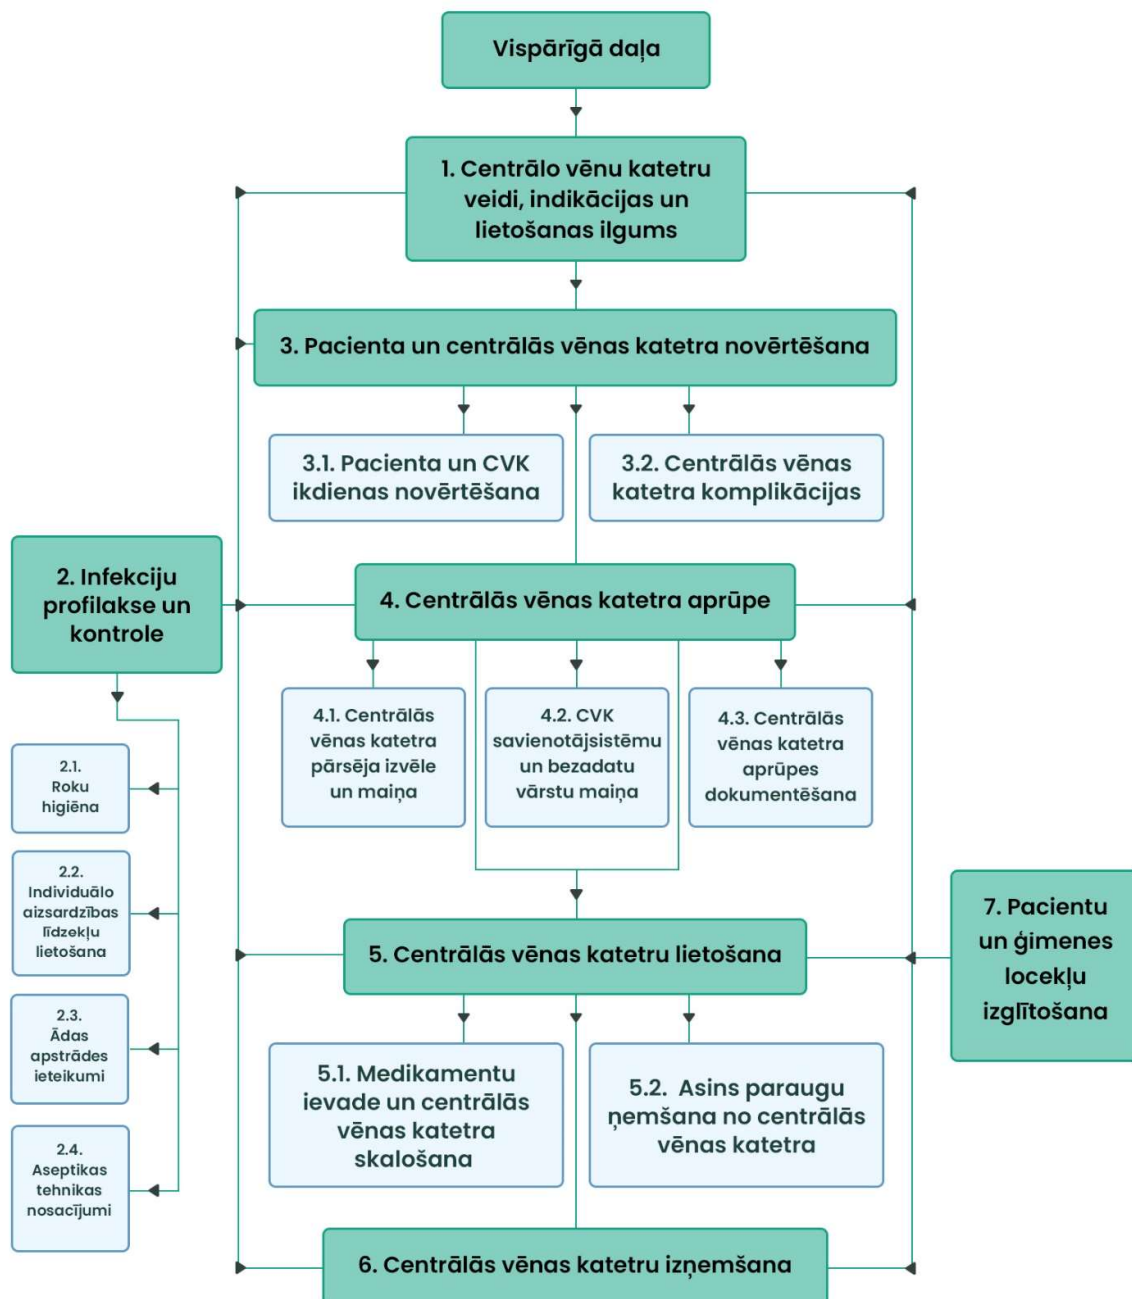 Vispārīgā daļa
1. Centrālo vēnu katetru
veidi, indikācijas un
lietošanas ilgums
3. Pacienta un centrālās vēnas katetra novērtēšana
3.1. Pacienta un CVK
ikdienas novērtēšana
3.2. Centrālās vēnas
katetra komplikācijas
2. Infekciju
profilakse un
kontrole
4. Centrālās vēnas katetra aprūpe
4.1. Centrālās
vēnas katetra
pārsēja izvēle
un maiņa
4.2. CVK
savienotājsistēmu
un bezadatu
vārstu maiņa
4.3. Centrālās
vēnas katetra
aprūpes
dokumentēšana
2.1.
Roku
higiēna
2.2.
Individuālo
aizsardzības
līdzekļu
lietošana
2.3.
Ādas
apstrādes
ieteikumi
2.4.
Aseptikas
tehnikas
nosacījumi
5. Centrālās vēnas katetru lietošana
7. Pacientu
un ģimenes
locekļu
izglītošana
5.1. Medikamentu
ievade un centrālās
vēnas katetra
skalošana
5.2. Asins paraugu
ņemšana no centrālās
vēnas katetra
6. Centrālās vēnas katetru izņemšana